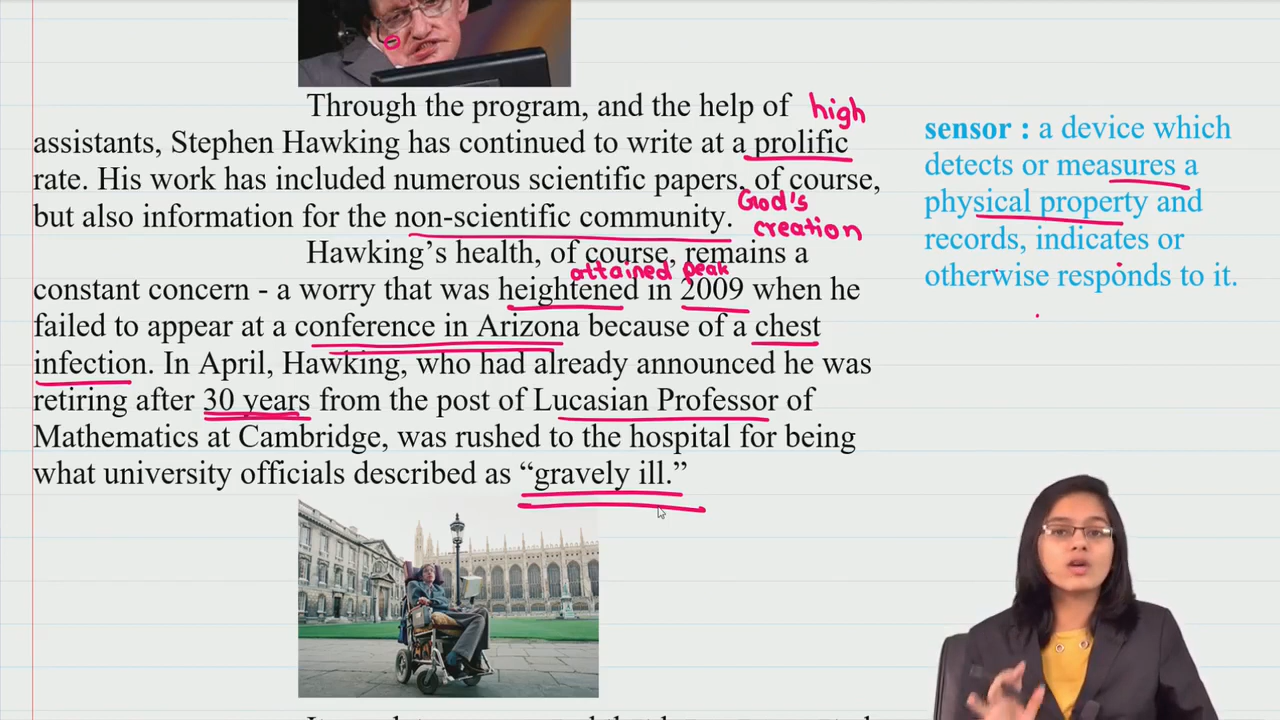 Through the program, and the help of high
assistants, Stephen Hawking has continued to write at a prolific
rate. His work has included numerous scientific papers, of course,
but also information for the non-scientific community. God's
creation
Hawking’s health, of course, remains a
attained peak
constant concern - a worry that was heightened in 2009 when he
failed to appear at a conference in Arizona because of a chest
infection. In April, Hawking, who had already announced he was
retiring after 30 years from the post of Lucasian Professor of
Mathematics at Cambridge, was rushed to the hospital for being
what university officials described as “gravely ill.”
sensor : a device which
detects or measures a
physical property and
records, indicates or
otherwise responds to it.